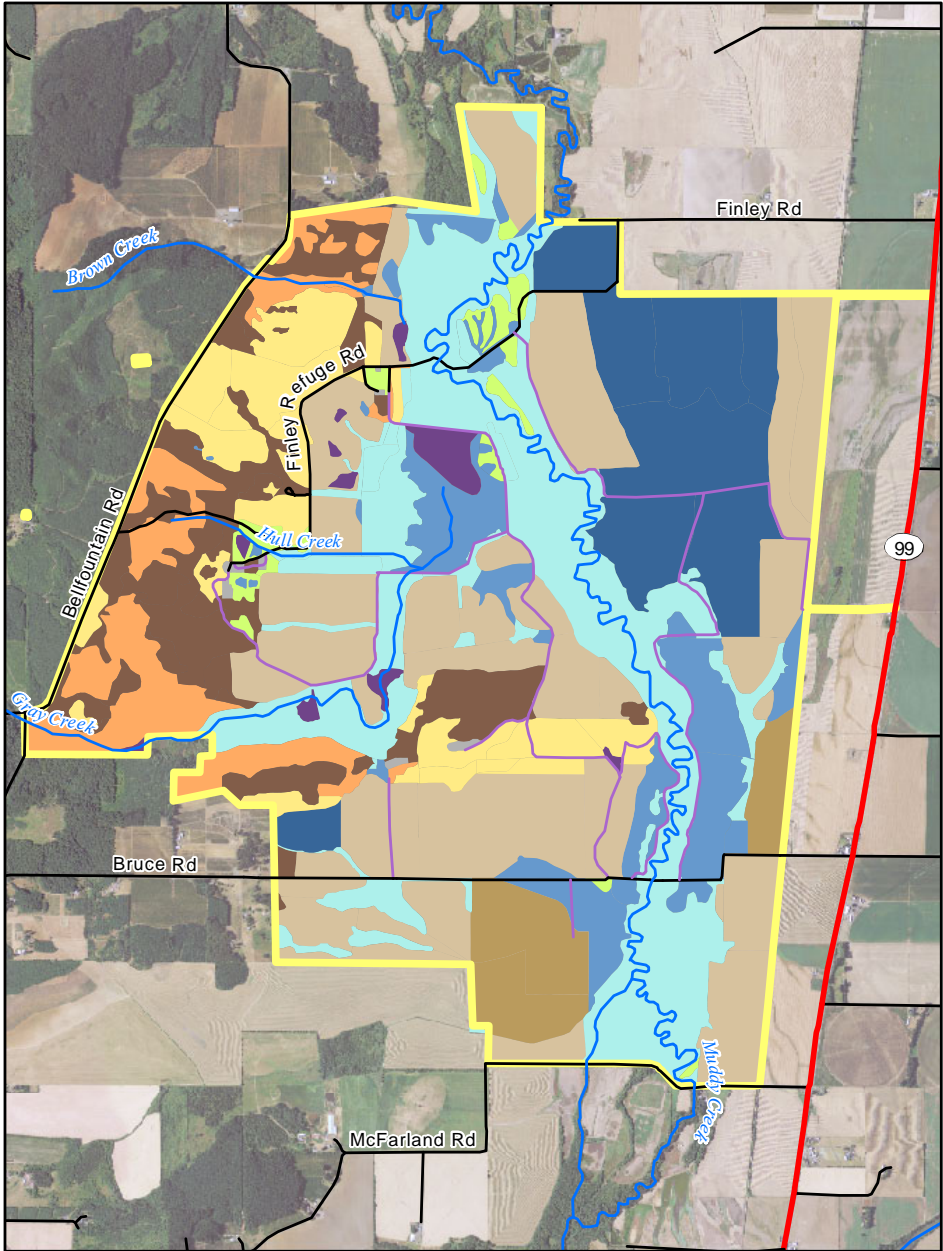 Finley Rd
Brown Creek
Finley Refuge Rd
Bellfountain Rd
Hull Creek
99
Gray Creek
Bruce Rd
Muddy Creek
McFarland Rd